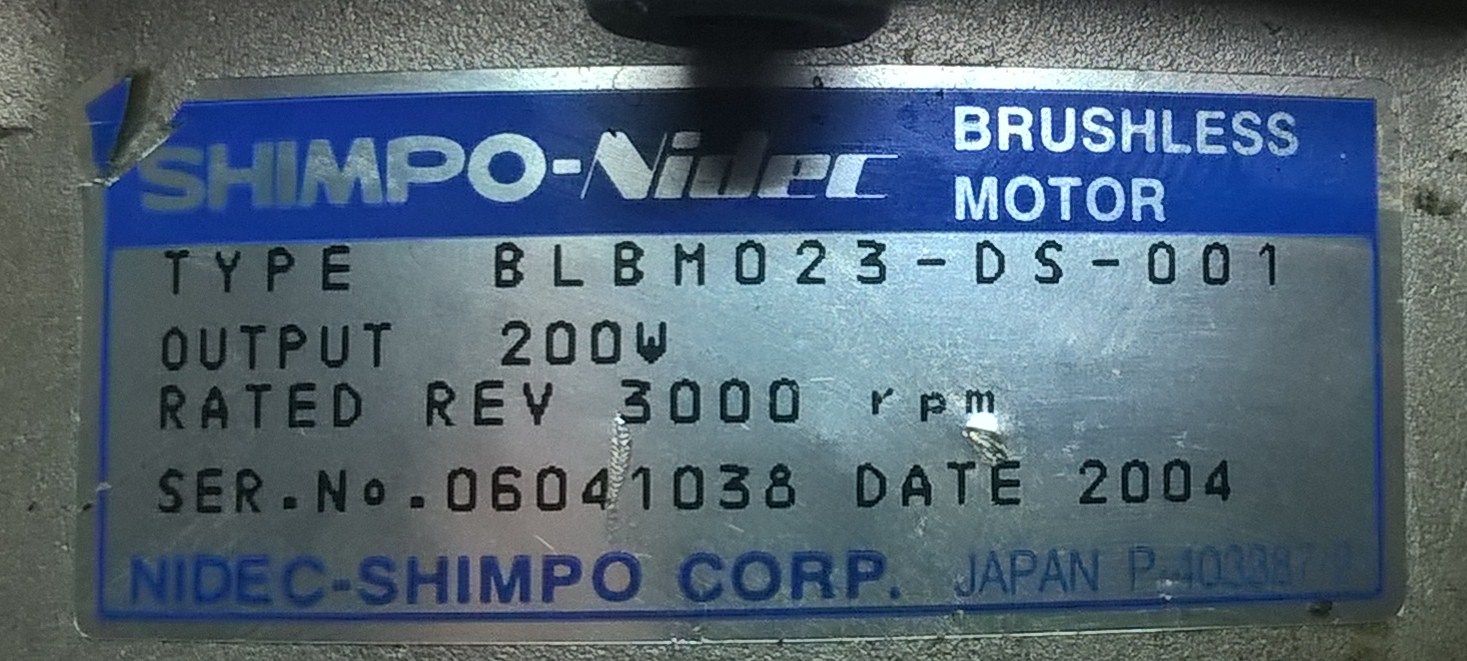 SHIMPO-Nidec BRUSHLESS MOTOR
TYPE BLBM023-DS-001
OUTPUT 200W
RATED REV 3000 rpm
SER.No.06041038 DATE 2004
NIDEC-SHIMPO CORP. JAPAN